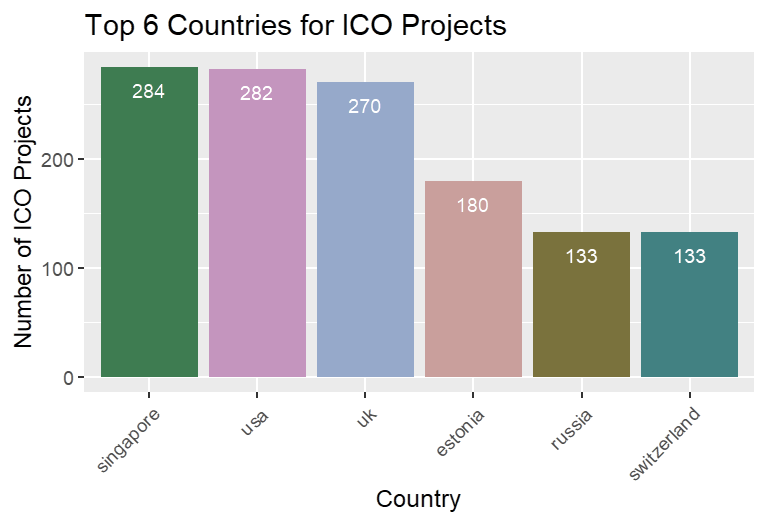 Top 6 Countries for ICO Projects
Number of ICO Projects
200
100
0
284
282
270
180
133
133
singapore
usa
uk
estonia
russia
switzerland
Country